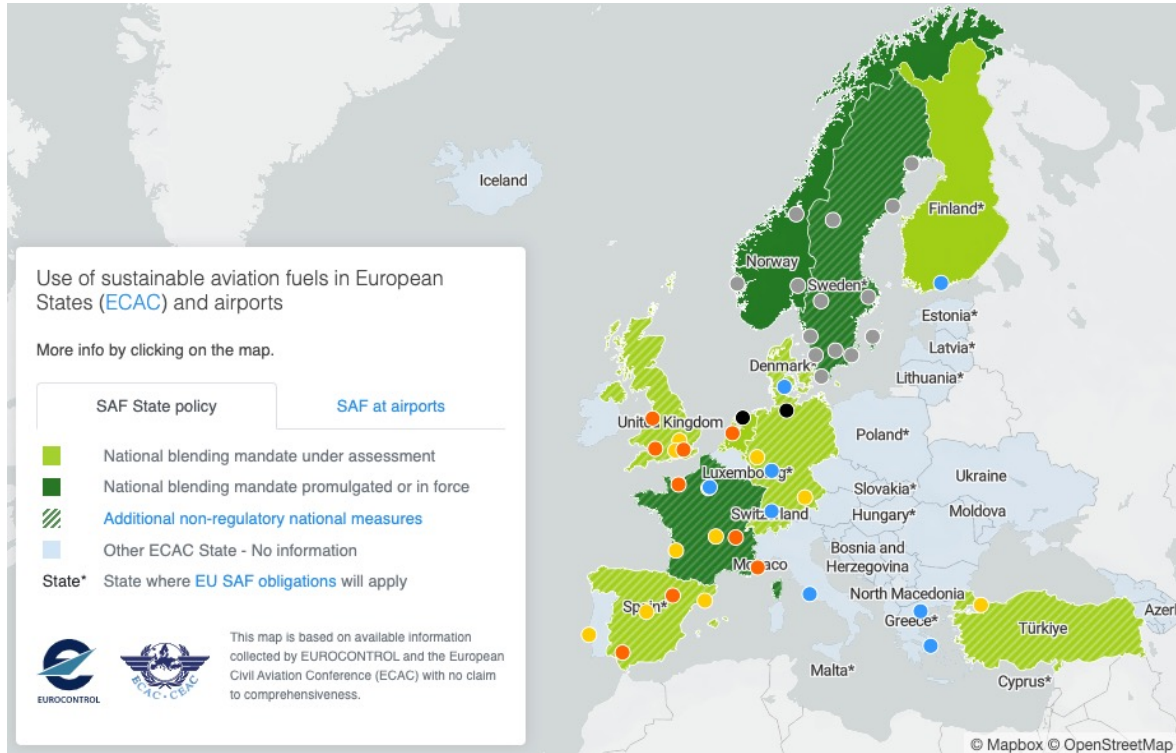 Iceland
Finland*
Norway
Sweden*
Estonia*
Latvia*
Denmark*
Lithuania*
United Kingdom
Poland*
Luxembourg*
Ukraine
Slovakia*
Switzerland
Hungary*
Moldova
Bosnia and
Herzegovina
Monaco
North Macedonia
Spain*
Greece*
Türkiye
Azer
Malta*
Cyprus*
Use of sustainable aviation fuels in European
States (ECAC) and airports
More info by clicking on the map.
SAF State policy
SAF at airports
National blending mandate under assessment
National blending mandate promulgated or in force
Additional non-regulatory national measures
Other ECAC State - No information
State* State where EU SAF obligations will apply
EUROCONTROL
ECAC • CEAC
This map is based on available information
collected by EUROCONTROL and the European
Civil Aviation Conference (ECAC) with no claim
to comprehensiveness.
© Mapbox © OpenStreetMap